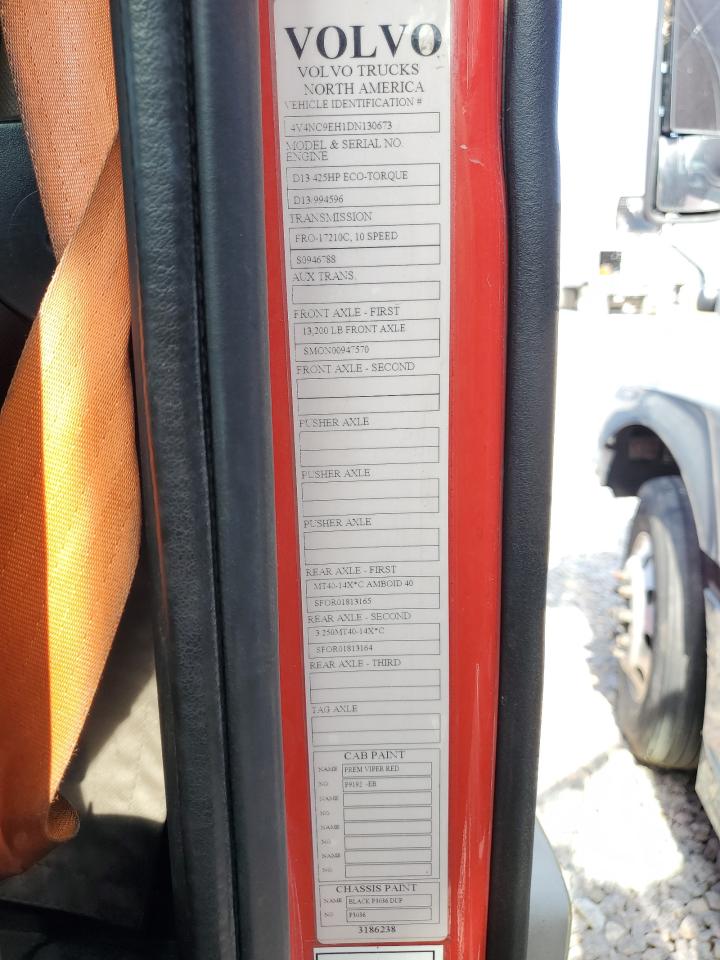 VOLVO
VOLVO TRUCKS
NORTH AMERICA
VEHICLE IDENTIFICATION #
4V4NC9EH1DN130673
MODEL & SERIAL NO.
ENGINE
D13-425HP ECO-TORQUE
D13-994596
TRANSMISSION
FRO-17210C, 10 SPEED
S0946788
AUX TRANS.
FRONT AXLE - FIRST
13,200 LB FRONT AXLE
SMON00947570
FRONT AXLE - SECOND
PUSHER AXLE
PUSHER AXLE
PUSHER AXLE
REAR AXLE - FIRST
MT40-14X*C AMBOID 40
SFOR01813165
REAR AXLE - SECOND
3.250MT40-14X*C
SFOR01813164
REAR AXLE - THIRD
TAG AXLE
CAB PAINT
NAME PREM VIPER RED
NO P9192 -EB
NAME
NO
NAME
NO
NAME
NO
CHASSIS PAINT
NAME BLACK P3036 DUP
NO P3036
3186238